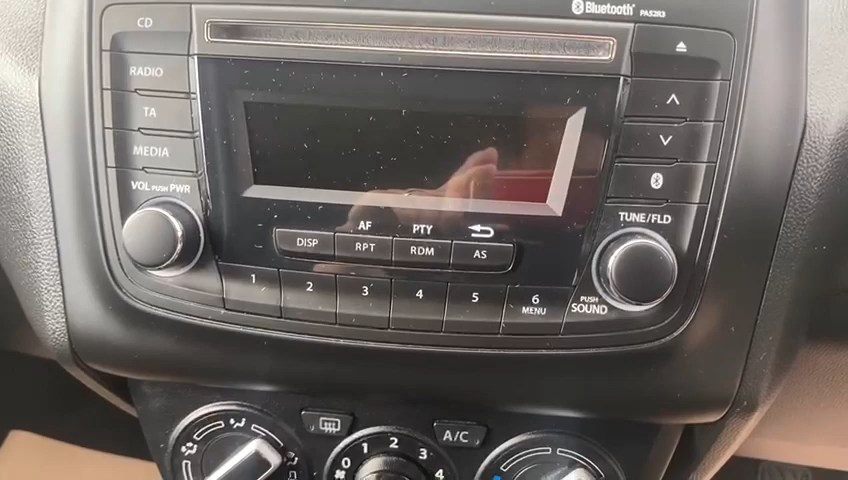 Bluetooth PA52R3
CD
RADIO
TA
MEDIA
VOL PUSH PWR
TUNE/FLD
AF PTY
DISP RPT RDM AS
1 2 3 4 5 6
MENU
PUSH
SOUND
A/C
0 1 2 3 4